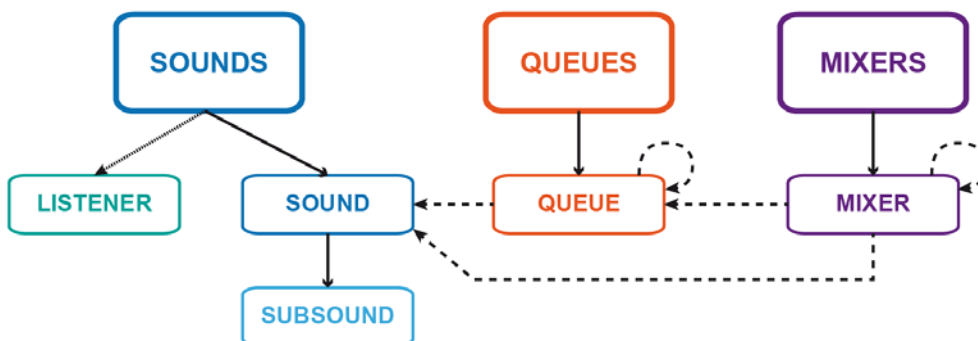 SOUNDS
QUEUES
MIXERS
LISTENER
SOUND
QUEUE
MIXER
SUBSOUND